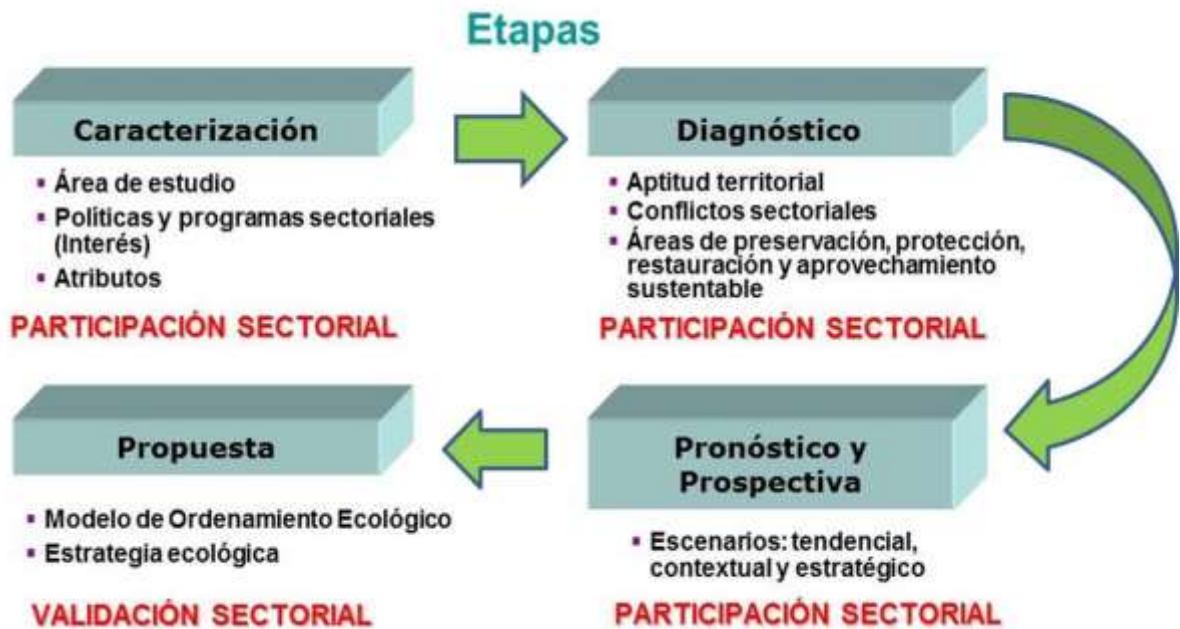 Etapas
Caracterización
▪ Área de estudio
▪ Políticas y programas sectoriales
(Interés)
▪ Atributos
PARTICIPACIÓN SECTORIAL
Diagnóstico
▪ Aptitud territorial
▪ Conflictos sectoriales
▪ Áreas de preservación, protección,
restauración y aprovechamiento
sustentable
PARTICIPACIÓN SECTORIAL
Pronóstico y
Prospectiva
▪ Escenarios: tendencial,
contextual y estratégico
PARTICIPACIÓN SECTORIAL
Propuesta
▪ Modelo de Ordenamiento Ecológico
▪ Estrategia ecológica
VALIDACIÓN SECTORIAL